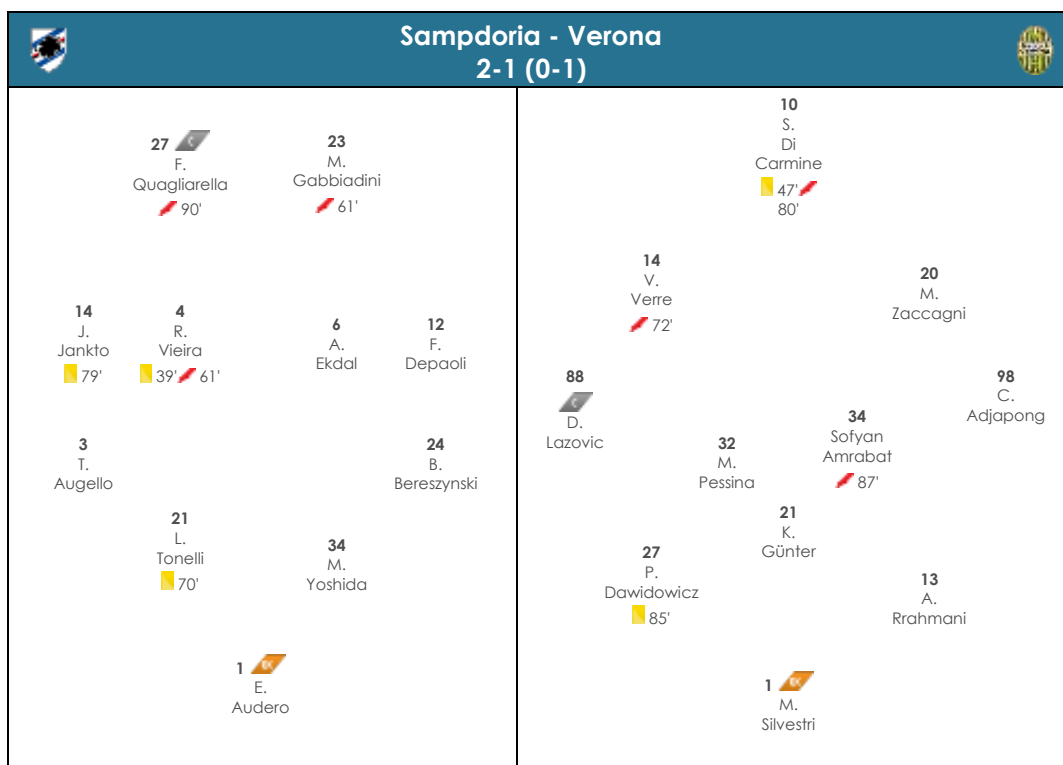 Sampdoria - Verona
2-1 (0-1)
27
F.
Quagliarella
90'
23
M.
Gabbiadini
61'
14
J.
Jankto
79'
4
R.
Vieira
39' 61'
6
A.
Ekdal
12
F.
Depaoli
3
T.
Augello
24
B.
Bereszynski
21
L.
Tonelli
70'
34
M.
Yoshida
1
E.
Audero
10
S.
Di
Carmine
47'
80'
14
V.
Verre
72'
20
M.
Zaccagni
88
D.
Lazovic
98
C.
Adjapong
32
M.
Pessina
34
Sofyan
Amrabat
87'
21
K.
Günter
27
P.
Dawidowicz
85'
13
A.
Rrahmani
1
M.
Silvestri